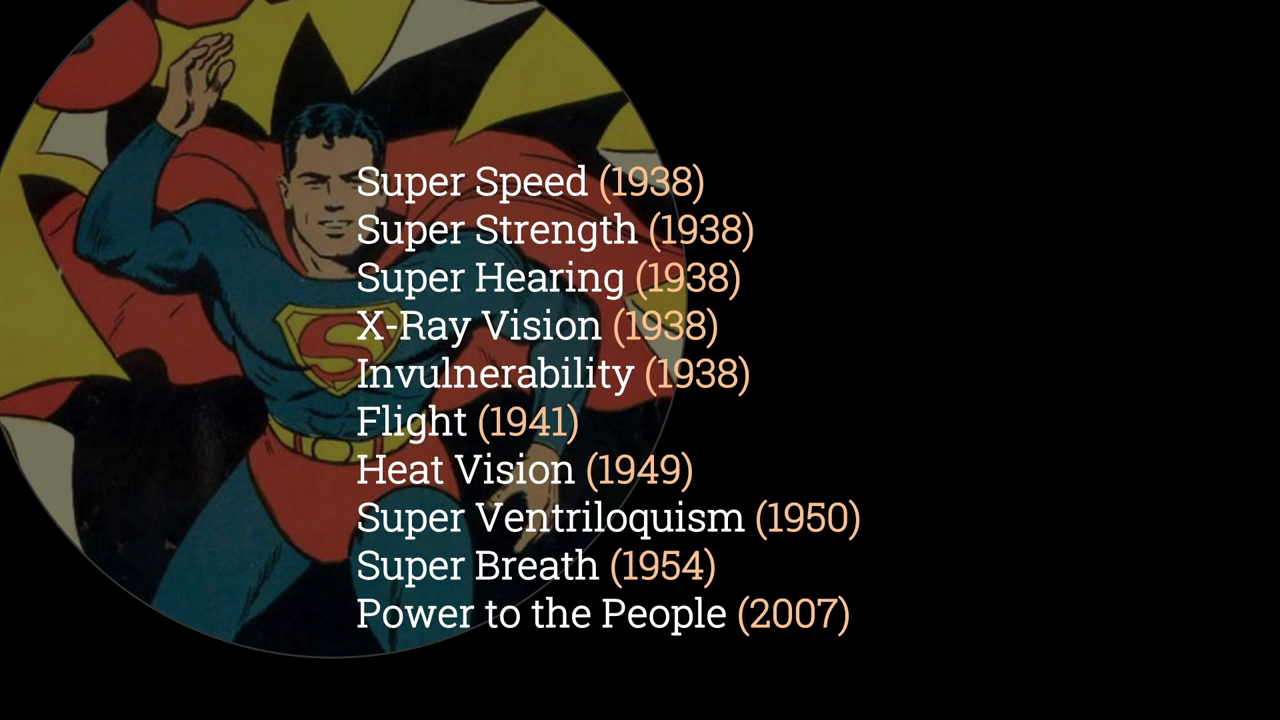 Super Speed (1938)
Super Strength (1938)
Super Hearing (1938)
X-Ray Vision (1938)
Invulnerability (1938)
Flight (1941)
Heat Vision (1949)
Super Ventriloquism (1950)
Super Breath (1954)
Power to the People (2007)